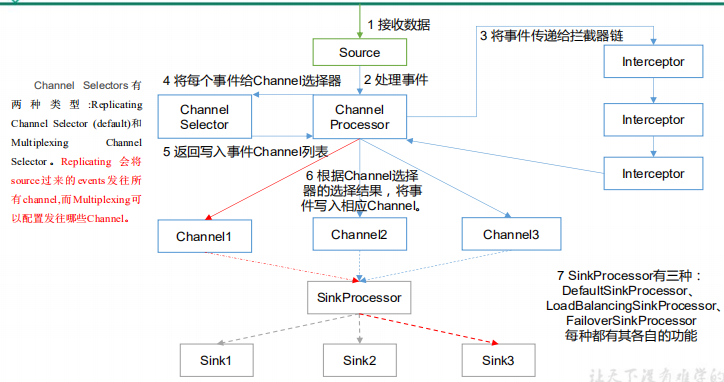 1 接收数据
Source
3 将事件传递给拦截器链
Interceptor
Interceptor
Interceptor
4 将每个事件给Channel选择器
2 处理事件
Channel
Selector
Channel
Processor
5 返回写入事件Channel列表
Channel Selectors有
两种类型:Replicating
Channel Selector (default)和
Multiplexing Channel
Selector。Replicating 会将
source过来的events发往所
有channel,而Multiplexing可
以配置发往哪些Channel。
6 根据Channel选择
器的选择结果，将事
件写入相应Channel。
Channel1
Channel2
Channel3
SinkProcessor
7 SinkProcessor有三种：
DefaultSinkProcessor、
LoadBalancingSinkProcessor、
FailoverSinkProcessor
每种都有其各自的功能
Sink1
Sink2
Sink3
让天下没有难学的